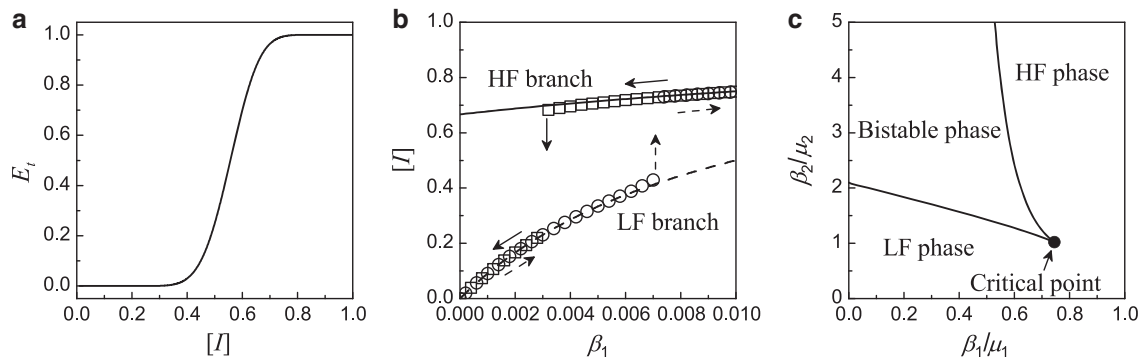 a
1.0
0.8
0.6
0.4
0.2
0.0
E_t
0.0 0.2 0.4 0.6 0.8 1.0
[I]
b
1.0
0.8
0.6
0.4
0.2
0.0
[I]
HF branch
LF branch
0.000 0.002 0.004 0.006 0.008 0.010
β₁
c
5
4
3
2
1
0
β₂/μ₂
HF phase
Bistable phase
LF phase
Critical point
0.0 0.2 0.4 0.6 0.8 1.0
β₁/μ₁